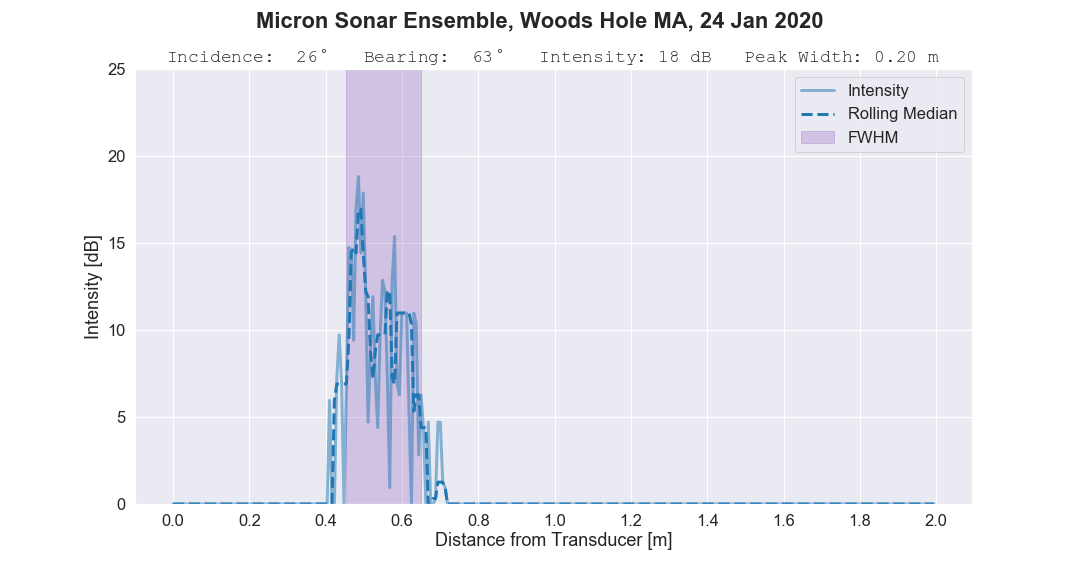 Micron Sonar Ensemble, Woods Hole MA, 24 Jan 2020
Incidence: 26° Bearing: 63° Intensity: 18 dB Peak Width: 0.20 m
Intensity
Rolling Median
FWHM
Intensity [dB]
25
20
15
10
5
0
0.0 0.2 0.4 0.6 0.8 1.0 1.2 1.4 1.6 1.8 2.0
Distance from Transducer [m]